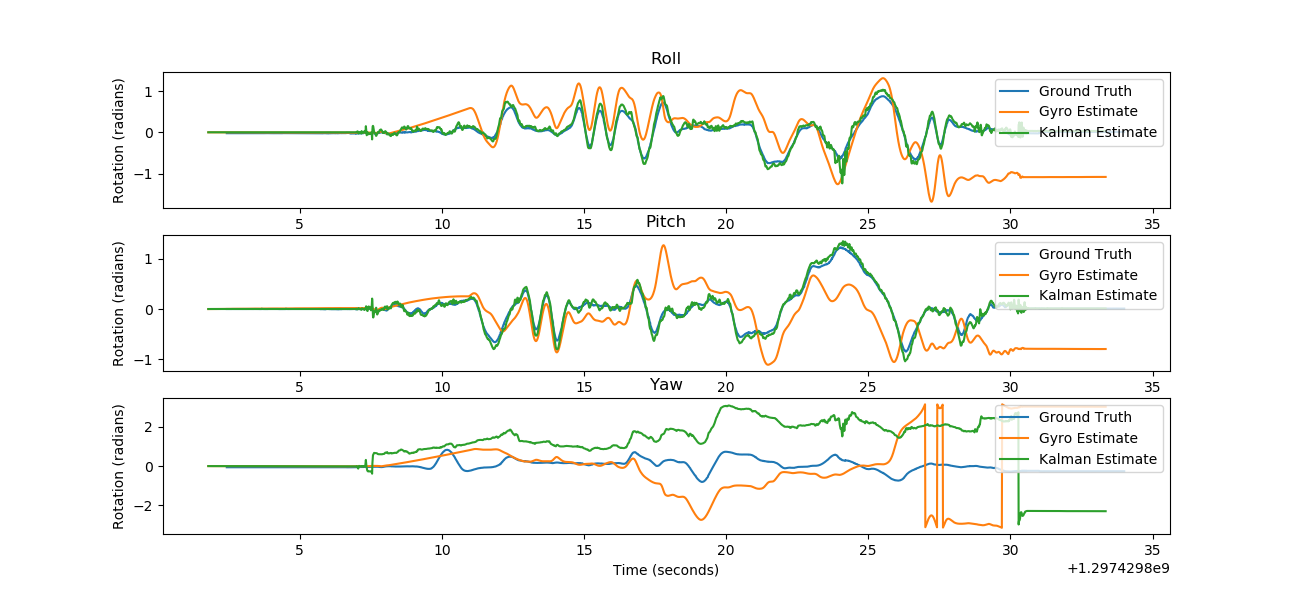 Roll
Rotation (radians)
1
0
−1
Ground Truth
Gyro Estimate
Kalman Estimate
5 10 15 20 25 30 35
Pitch
Rotation (radians)
1
0
−1
Ground Truth
Gyro Estimate
Kalman Estimate
5 10 15 20 25 30 35
Yaw
Rotation (radians)
2
0
−2
Ground Truth
Gyro Estimate
Kalman Estimate
5 10 15 20 25 30 35
Time (seconds)
+1.2974298e9